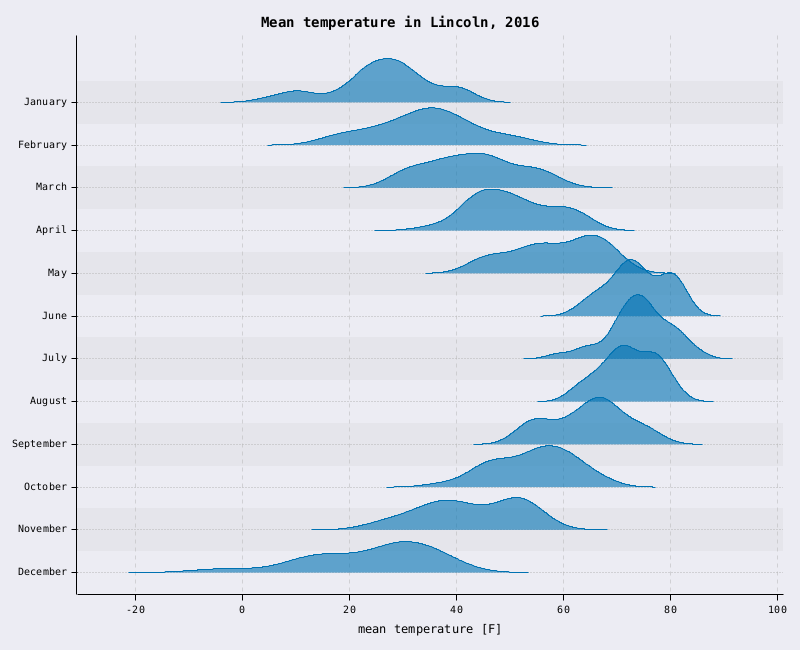 Mean temperature in Lincoln, 2016
January
February
March
April
May
June
July
August
September
October
November
December
-20 0 20 40 60 80 100
mean temperature [F]